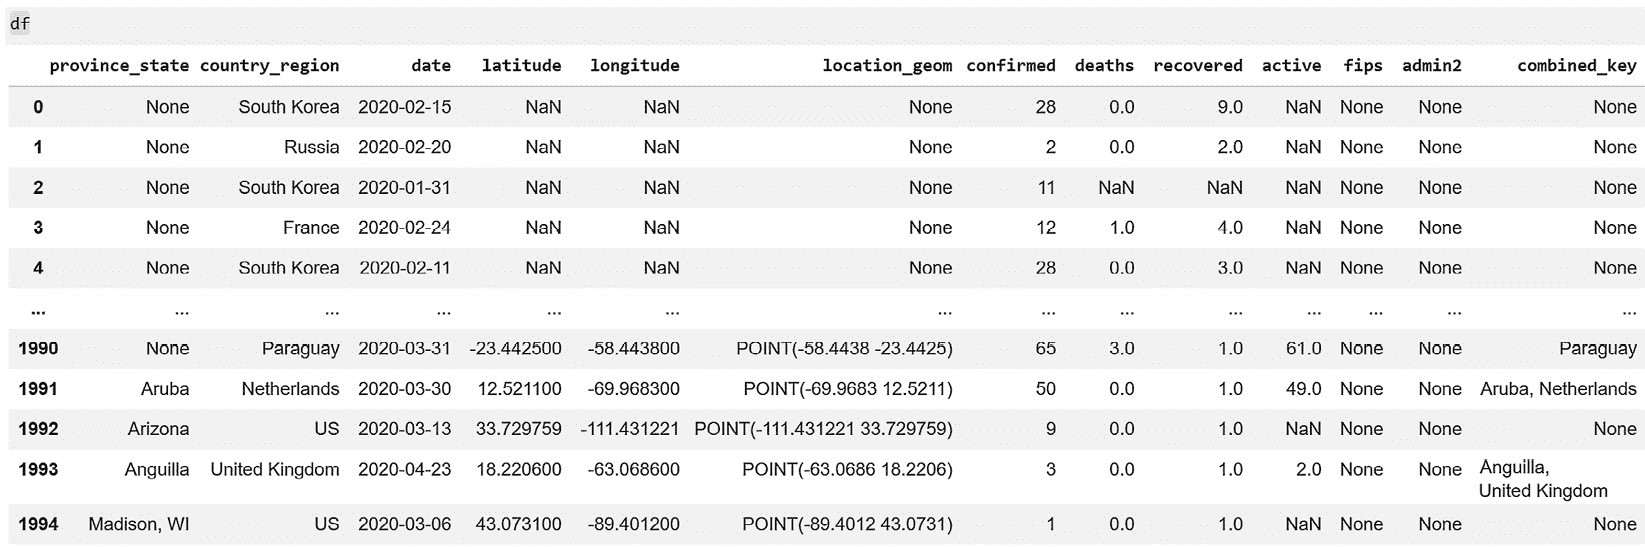 df
province_state country_region date latitude longitude location_geom confirmed deaths recovered active fips admin2 combined_key
0 None South Korea 2020-02-15 NaN NaN None 28 0.0 9.0 NaN None None None
1 None Russia 2020-02-20 NaN NaN None 2 0.0 2.0 NaN None None None
2 None South Korea 2020-01-31 NaN NaN None 11 NaN NaN NaN None None None
3 None France 2020-02-24 NaN NaN None 12 1.0 4.0 NaN None None None
4 None South Korea 2020-02-11 NaN NaN None 28 0.0 3.0 NaN None None None
... ... ... ... ... ... ... ... ... ... ... ... ... ...
1990 None Paraguay 2020-03-31 -23.442500 -58.443800 POINT(-58.4438 -23.4425) 65 3.0 1.0 61.0 None None Paraguay
1991 Aruba Netherlands 2020-03-30 12.521100 -69.968300 POINT(-69.9683 12.5211) 50 0.0 1.0 49.0 None None Aruba, Netherlands
1992 Arizona US 2020-03-13 33.729759 -111.431221 POINT(-111.431221 33.729759) 9 0.0 1.0 NaN None None None
1993 Anguilla United Kingdom 2020-04-23 18.220600 -63.068600 POINT(-63.0686 18.2206) 3 0.0 1.0 2.0 None None Anguilla,
United Kingdom
1994 Madison, WI US 2020-03-06 43.073100 -89.401200 POINT(-89.4012 43.0731) 1 0.0 1.0 NaN None None None